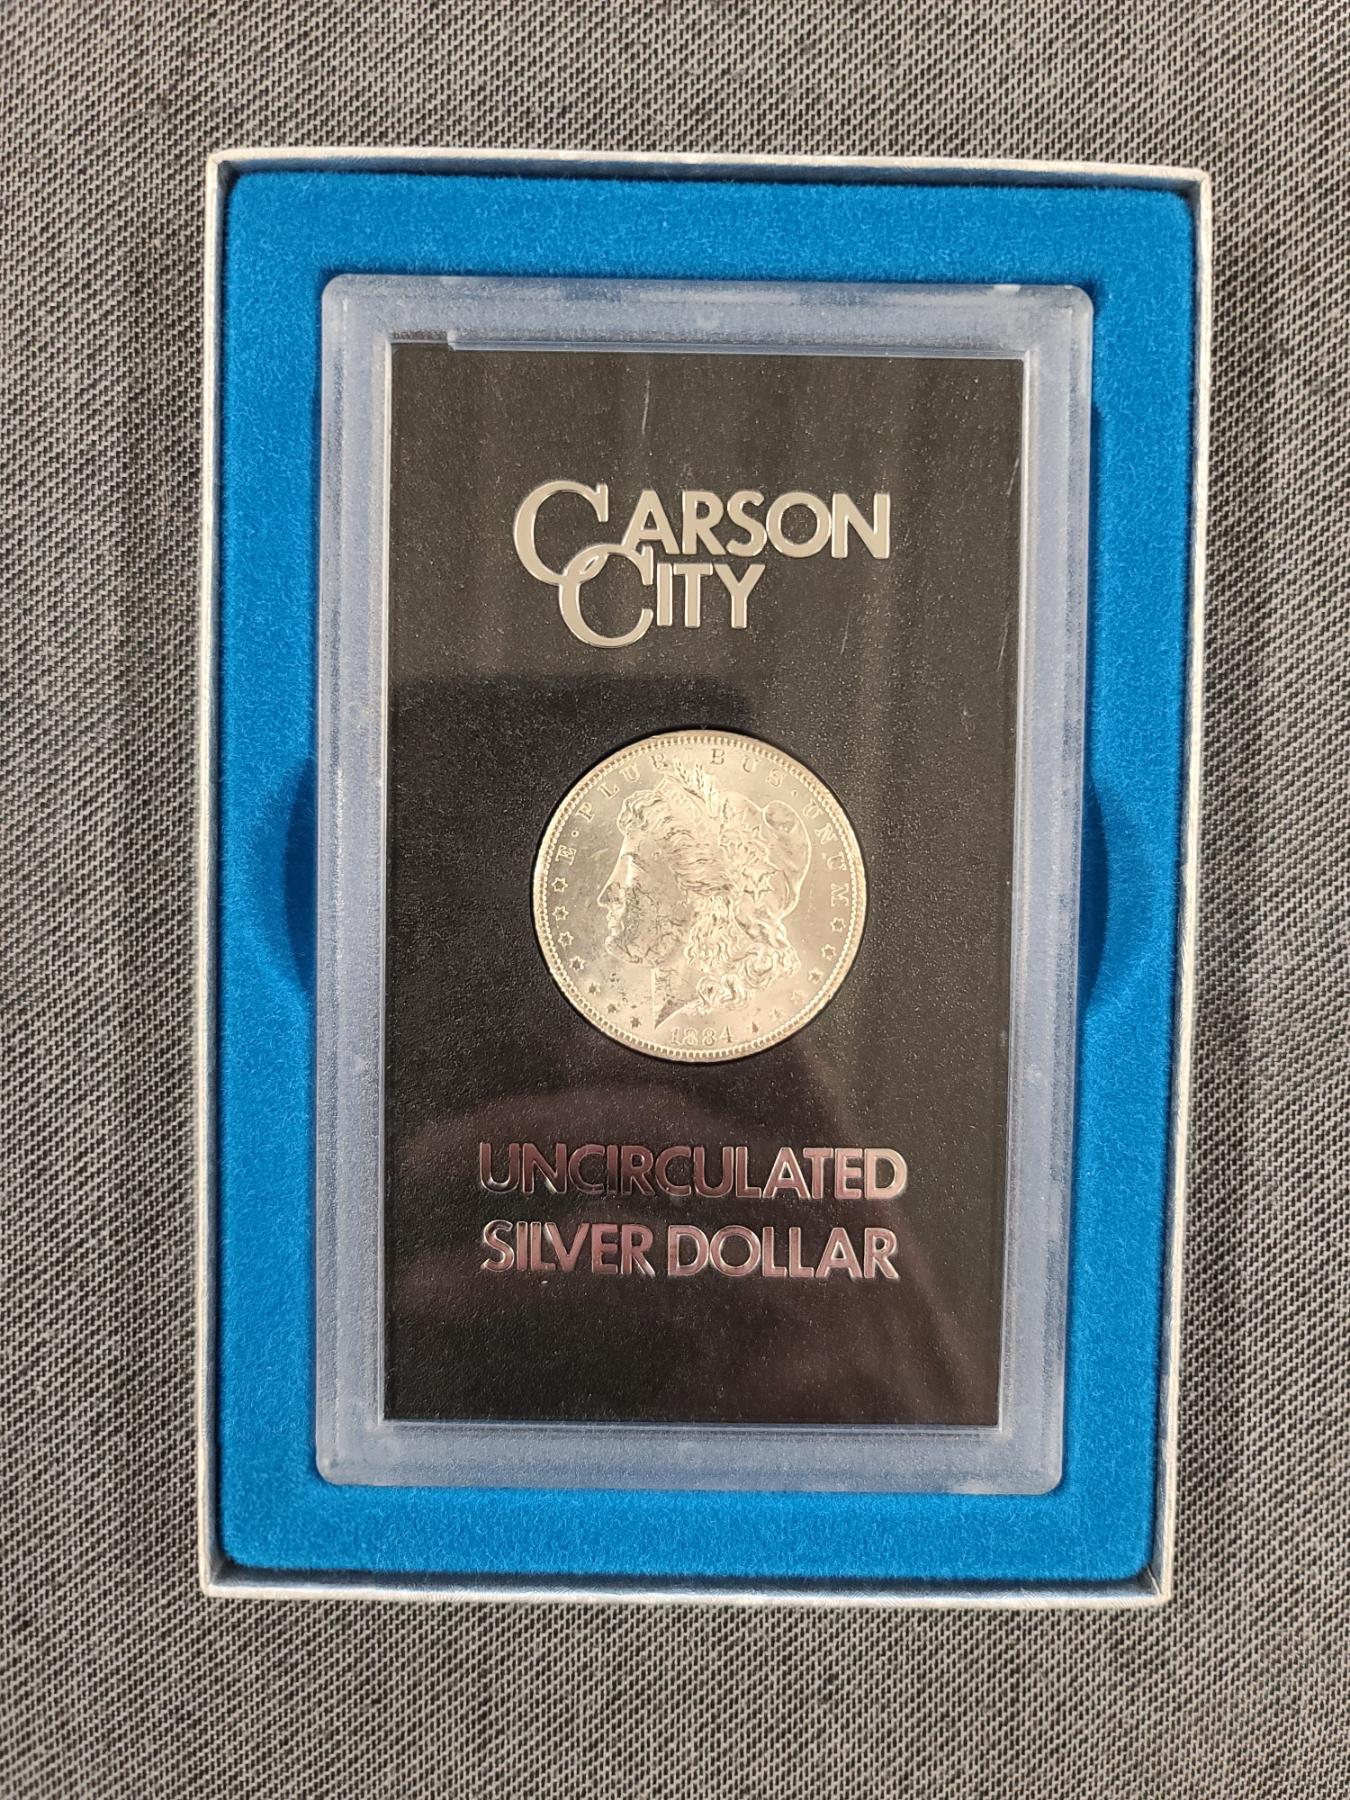 CARSON
CITY
E·PLURIBUS·UNUM
1884
UNCIRCULATED
SILVER DOLLAR